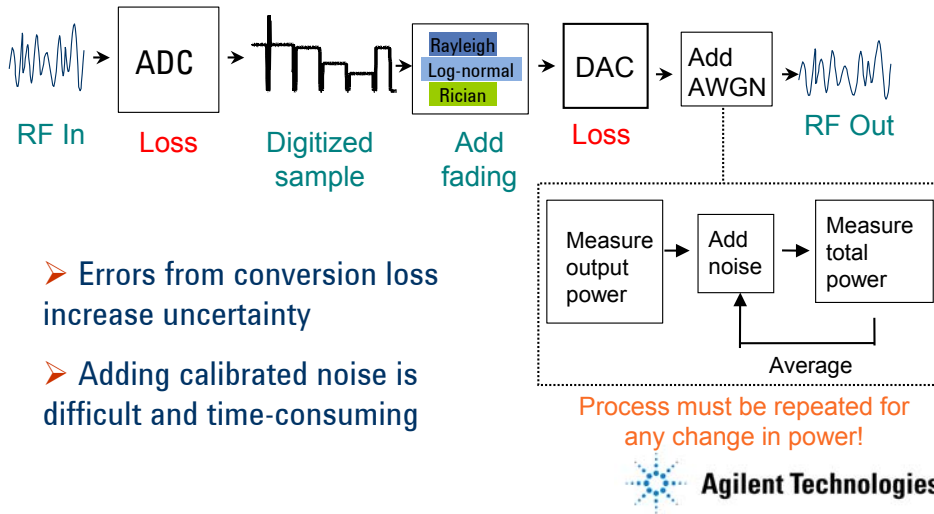 RF In
ADC
Loss
Digitized
sample
Rayleigh
Log-normal
Rician
Add
fading
DAC
Loss
Add
AWGN
RF Out
Measure
output
power
Add
noise
Measure
total
power
Average
Process must be repeated for
any change in power!
➢ Errors from conversion loss
increase uncertainty
➢ Adding calibrated noise is
difficult and time-consuming
Agilent Technologies